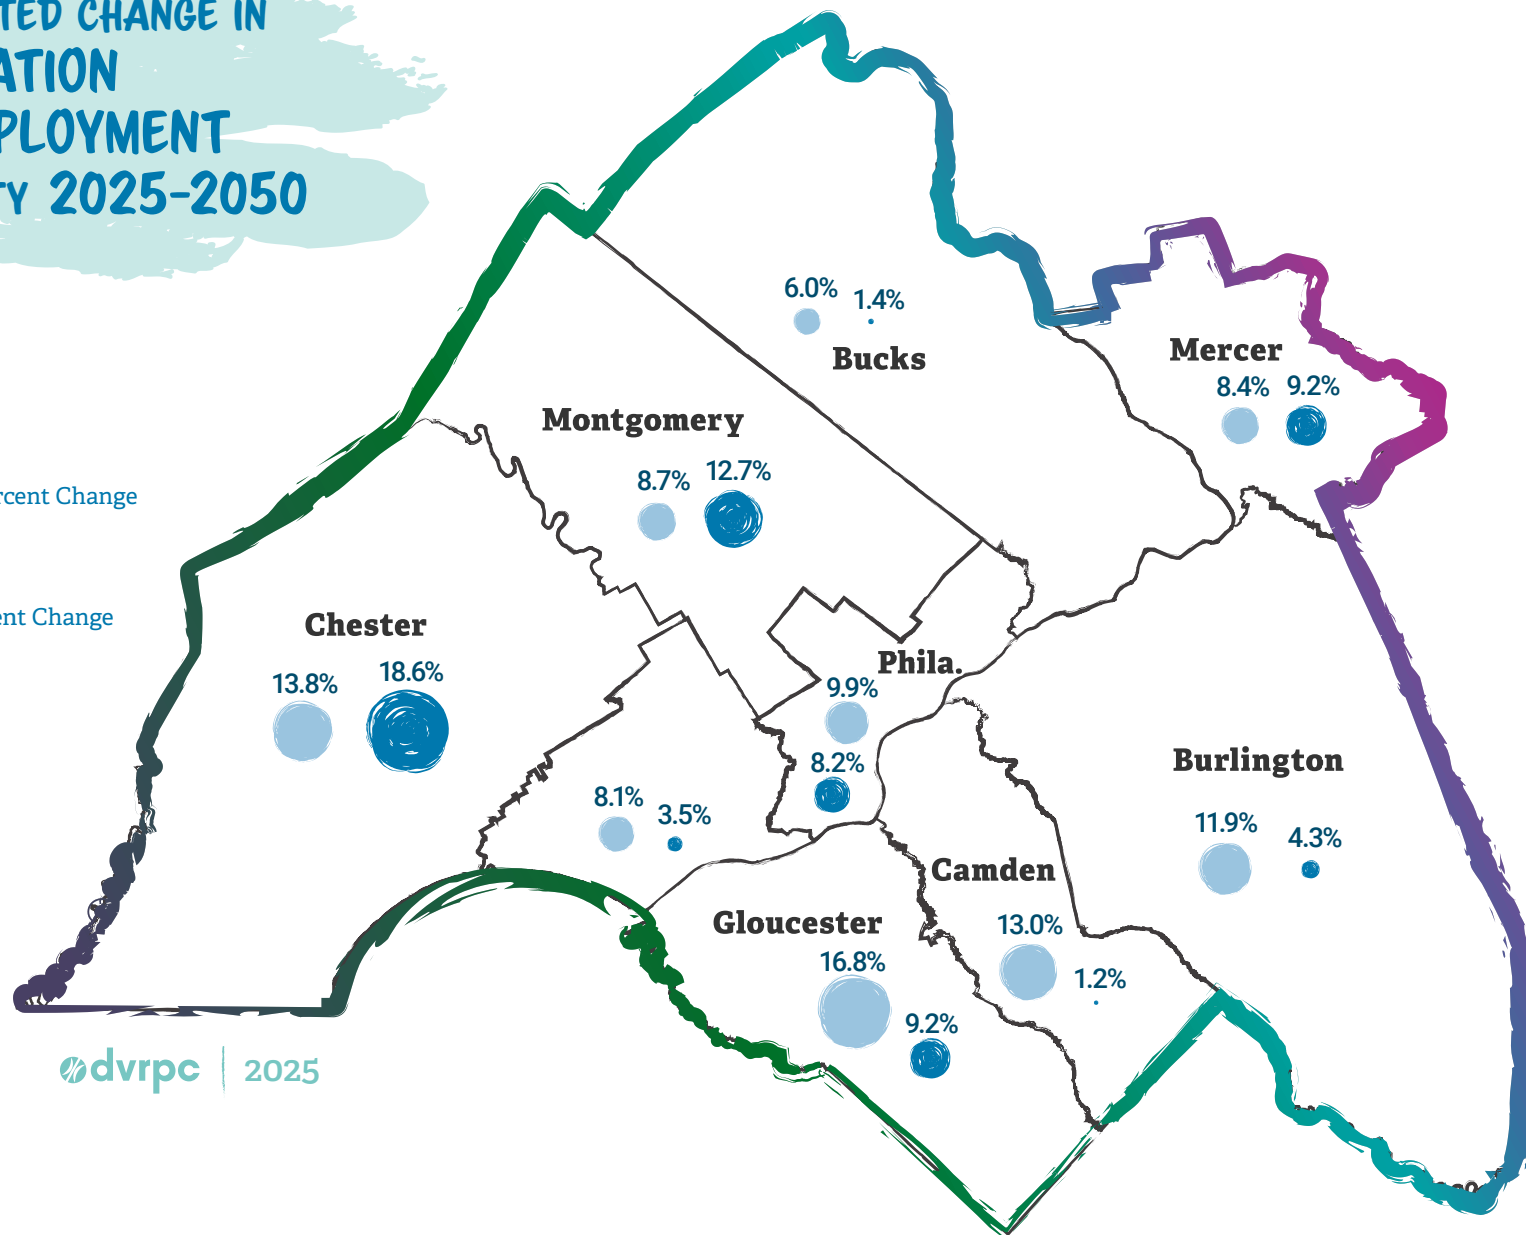 TED CHANGE IN
ATION
PLOYMENT
TY 2025-2050
6.0% 1.4%
Bucks
Mercer
8.4% 9.2%
Montgomery
8.7% 12.7%
rcent Change
ent Change
Chester
13.8% 18.6%
Phila.
9.9%
8.2%
8.1% 3.5%
Burlington
11.9% 4.3%
Camden
13.0%
1.2%
Gloucester
16.8%
9.2%
dvrpc | 2025